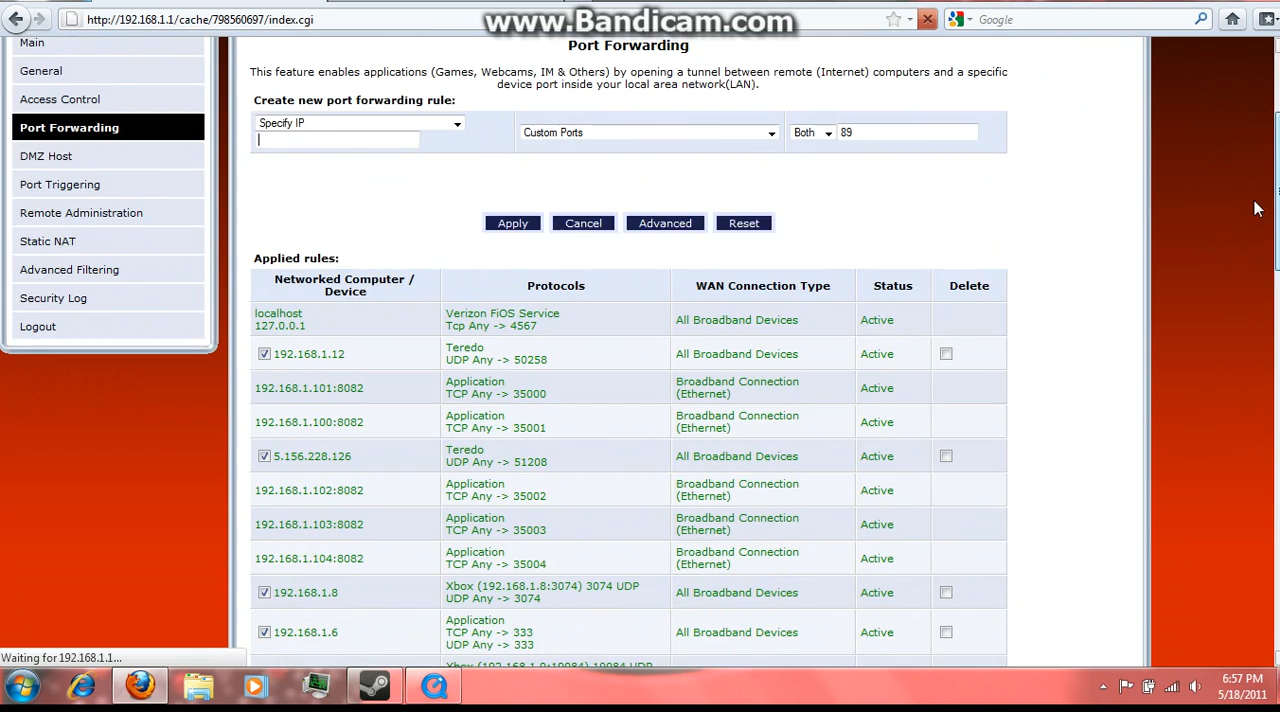 http://192.168.1.1/cache/79856069/index.cgi
www.Bandicam.com
Google
Main
General
Access Control
Port Forwarding
DMZ Host
Port Triggering
Remote Administration
Static NAT
Advanced Filtering
Security Log
Logout
Port Forwarding
This feature enables applications (Games, Webcams, IM & Others) by opening a tunnel between remote (Internet) computers and a specific
device port inside your local area network(LAN).
Create new port forwarding rule:
Specify IP
Custom Ports
Both 89
Apply Cancel Advanced Reset
Applied rules:
Networked Computer /
Device
Protocols
WAN Connection Type
Status
Delete
localhost
127.0.0.1
Verizon FiOS Service
Tcp Any -> 4567
All Broadband Devices
Active
192.168.1.12
Teredo
UDP Any -> 50258
All Broadband Devices
Active
192.168.1.101:8082
Application
TCP Any -> 35000
Broadband Connection
(Ethernet)
Active
192.168.1.100:8082
Application
TCP Any -> 35001
Broadband Connection
(Ethernet)
Active
5.156.228.126
Teredo
UDP Any -> 51208
All Broadband Devices
Active
192.168.1.102:8082
Application
TCP Any -> 35002
Broadband Connection
(Ethernet)
Active
192.168.1.103:8082
Application
TCP Any -> 35003
Broadband Connection
(Ethernet)
Active
192.168.1.104:8082
Application
TCP Any -> 35004
Broadband Connection
(Ethernet)
Active
192.168.1.8
Xbox (192.168.1.8:3074) 3074 UDP
UDP Any -> 3074
All Broadband Devices
Active
192.168.1.6
Application
TCP Any -> 333
UDP Any -> 333
All Broadband Devices
Active
Waiting for 192.168.1.1...
6:57 PM
5/18/2011